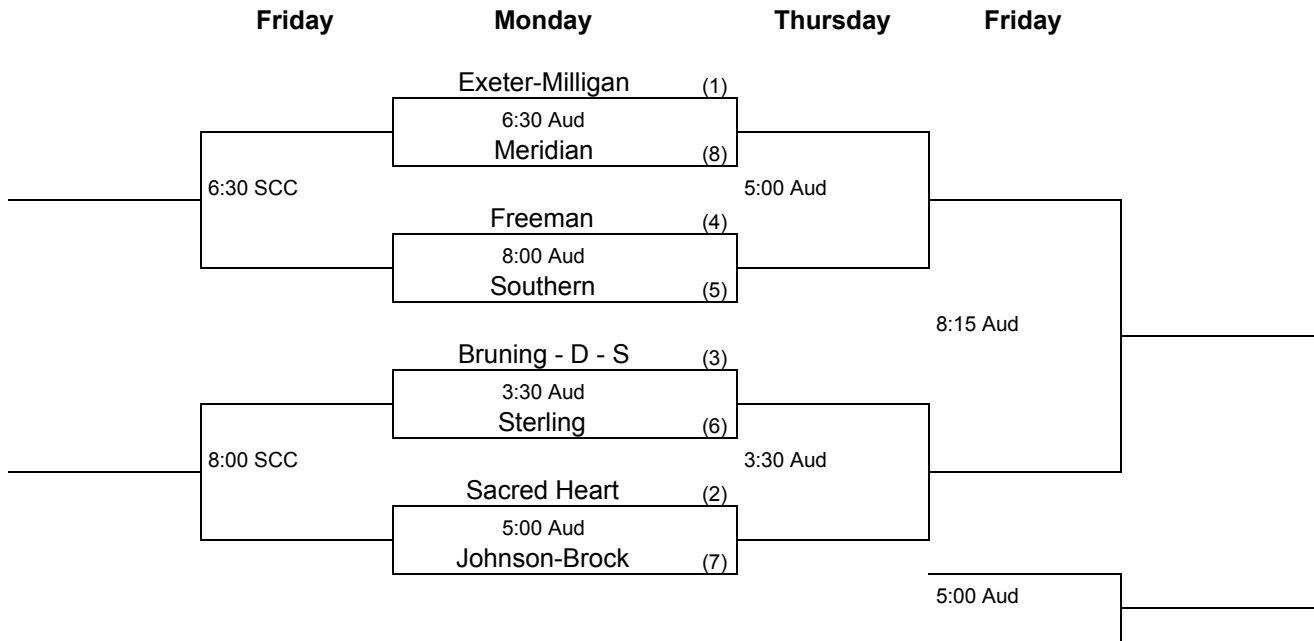 Friday Monday Thursday Friday
Exeter-Milligan (1)
6:30 Aud
Meridian (8)
6:30 SCC 5:00 Aud
Freeman (4)
8:00 Aud
Southern (5)
8:15 Aud
Bruning - D - S (3)
3:30 Aud
Sterling (6)
8:00 SCC 3:30 Aud
Sacred Heart (2)
5:00 Aud
Johnson-Brock (7)
5:00 Aud